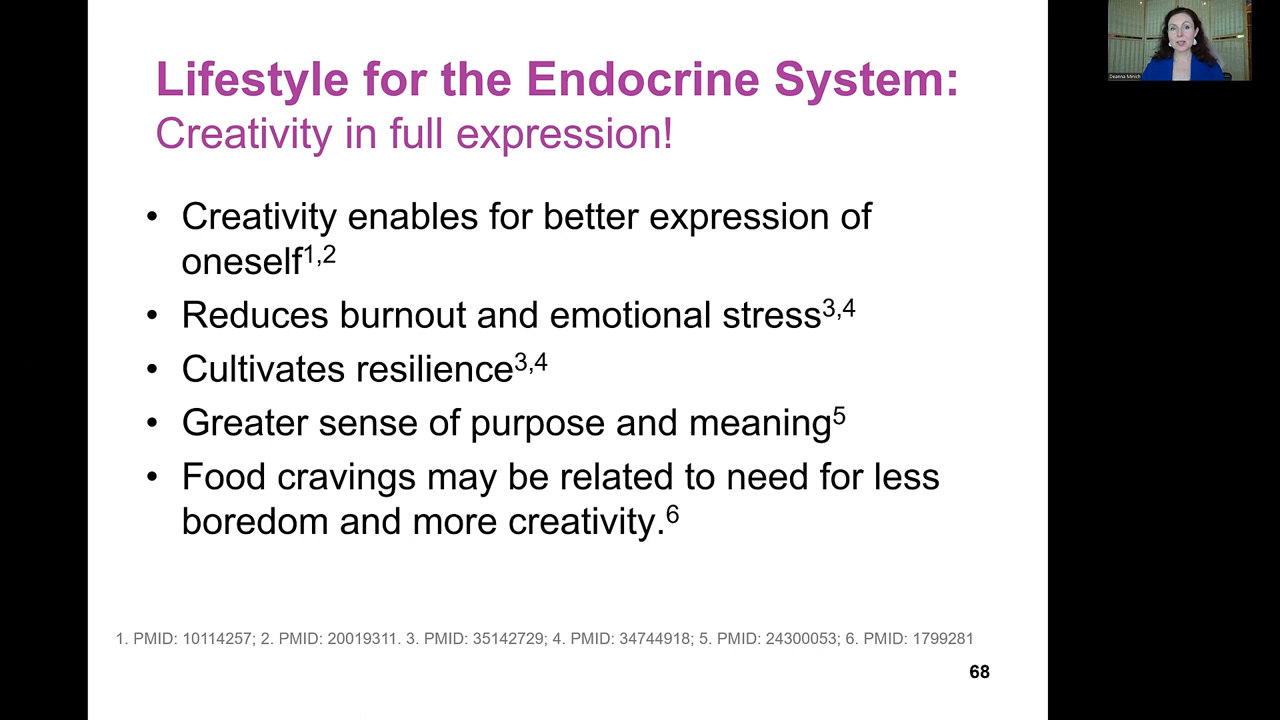 Lifestyle for the Endocrine System:
Creativity in full expression!
• Creativity enables for better expression of
oneself1,2
• Reduces burnout and emotional stress3,4
• Cultivates resilience3,4
• Greater sense of purpose and meaning5
• Food cravings may be related to need for less
boredom and more creativity.6
1. PMID: 10114257; 2. PMID: 20019311. 3. PMID: 35142729; 4. PMID: 34744918; 5. PMID: 24300053; 6. PMID: 1799281
68
Deanna Minich